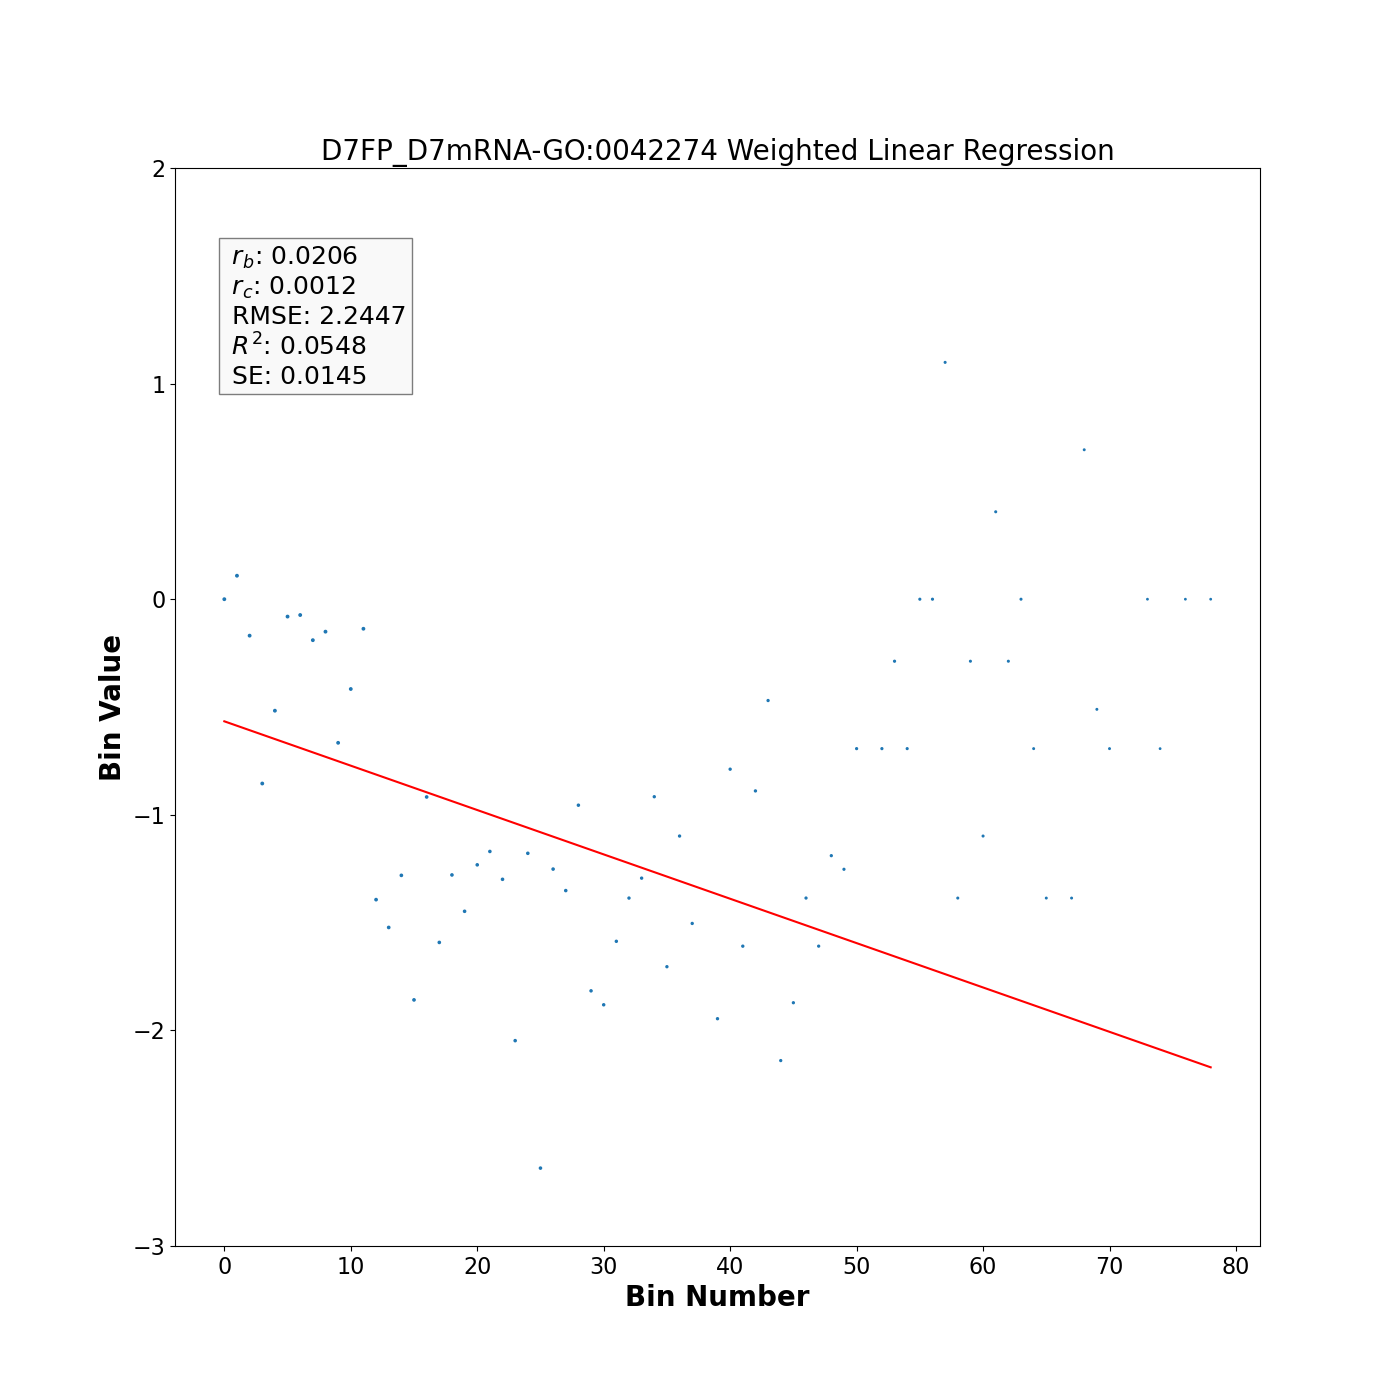 D7FP_D7mRNA-GO:0042274 Weighted Linear Regression
r_b: 0.0206
r_c: 0.0012
RMSE: 2.2447
R²: 0.0548
SE: 0.0145
2
1
0
−1
−2
−3
Bin Value
0 10 20 30 40 50 60 70 80
Bin Number